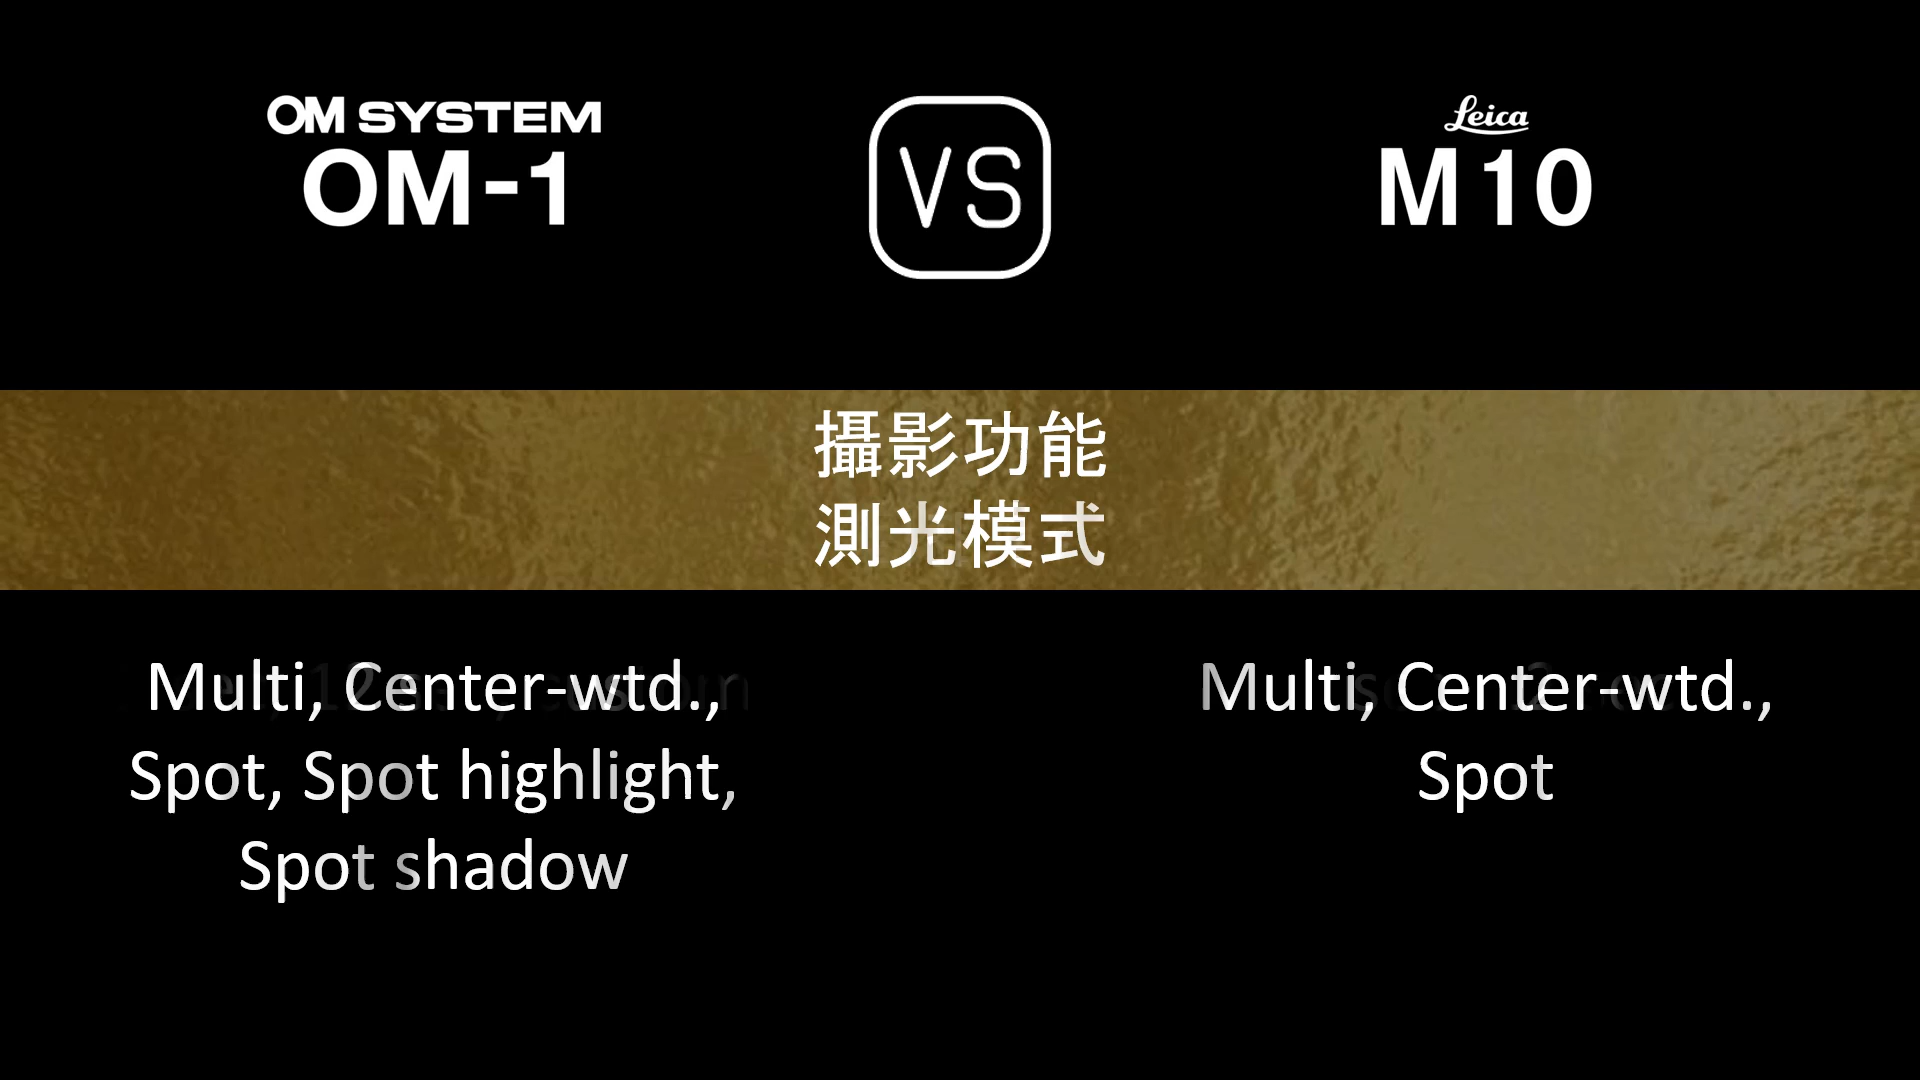 OM SYSTEM
OM-1
VS
Leica
M10
攝影功能
測光模式
Multi, Center-wtd.,
Spot, Spot highlight,
Spot shadow
Multi, Center-wtd.,
Spot